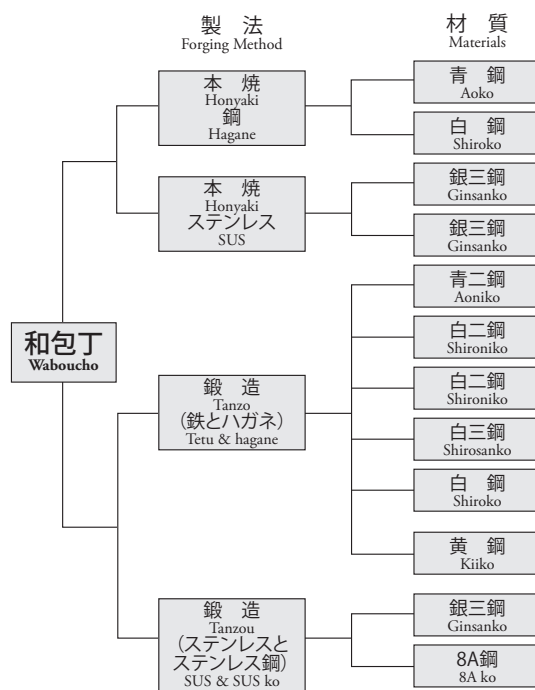 製　法
Forging Method
材　質
Materials
和包丁
Waboucho
本　焼
Honyaki
鋼
Hagane
青　鋼
Aoko
白　鋼
Shiroko
本　焼
Honyaki
ステンレス
SUS
銀三鋼
Ginsanko
銀三鋼
Ginsanko
鍛　造
Tanzo
(鉄とハガネ)
Tetu & hagane
青二鋼
Aoniko
白二鋼
Shironiko
白二鋼
Shironiko
白三鋼
Shirosanko
白　鋼
Shiroko
黄　鋼
Kiiko
鍛　造
Tanzou
(ステンレスと
ステンレス鋼)
SUS & SUS ko
銀三鋼
Ginsanko
8A鋼
8A ko